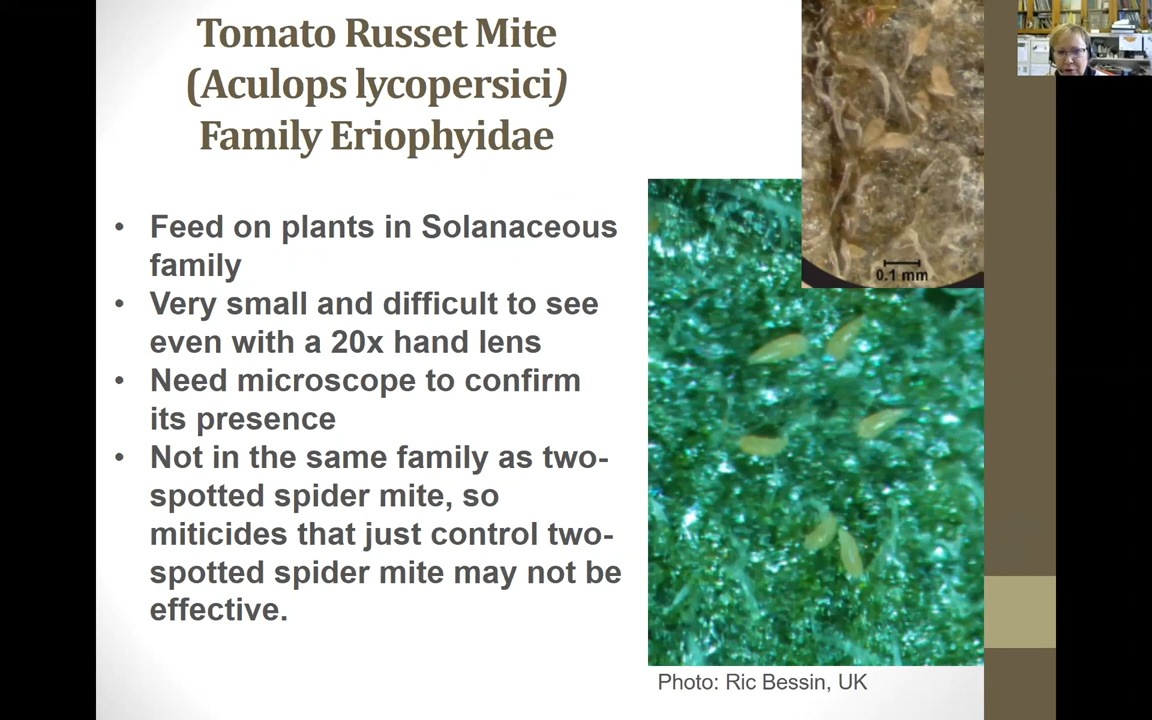 Tomato Russet Mite
(Aculops lycopersici)
Family Eriophyidae
• Feed on plants in Solanaceous
family
• Very small and difficult to see
even with a 20x hand lens
• Need microscope to confirm
its presence
• Not in the same family as two-
spotted spider mite, so
miticides that just control two-
spotted spider mite may not be
effective.
0.1 mm
Photo: Ric Bessin, UK